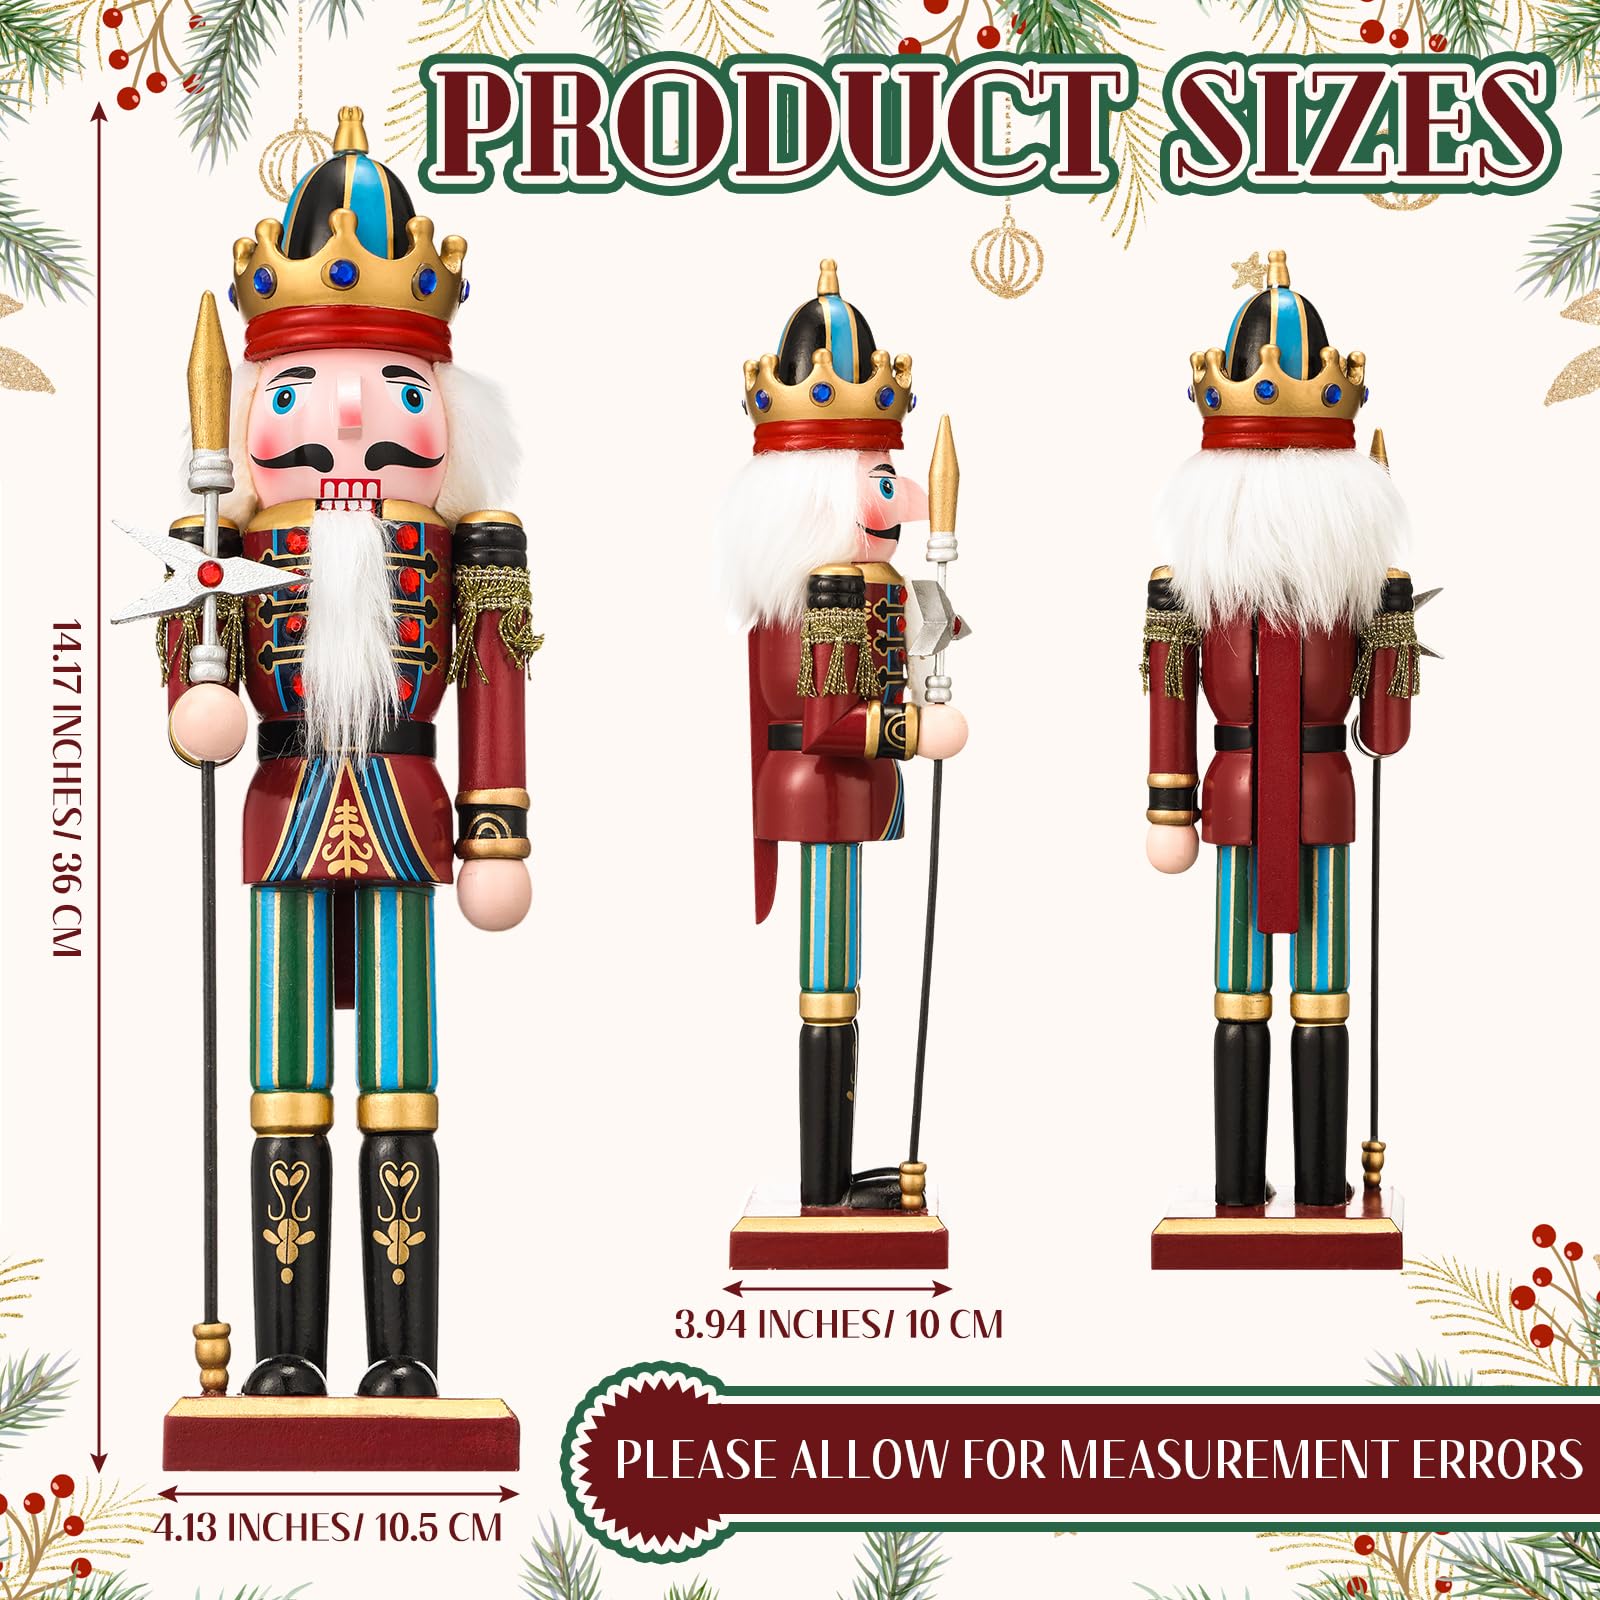 PRODUCT SIZES
14.17 INCHES/ 36 CM
3.94 INCHES/ 10 CM
PLEASE ALLOW FOR MEASUREMENT ERRORS
4.13 INCHES/ 10.5 CM